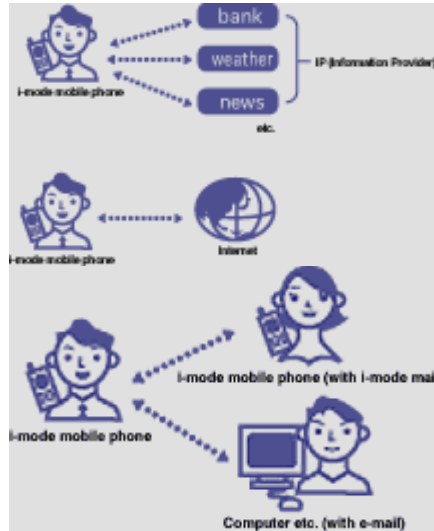 bank
weather
IP (Information Provider)
i-mode mobile phone
news
etc.
i-mode mobile phone
Internet
i-mode mobile phone (with i-mode mai
i-mode mobile phone
Computer etc. (with e-mail)